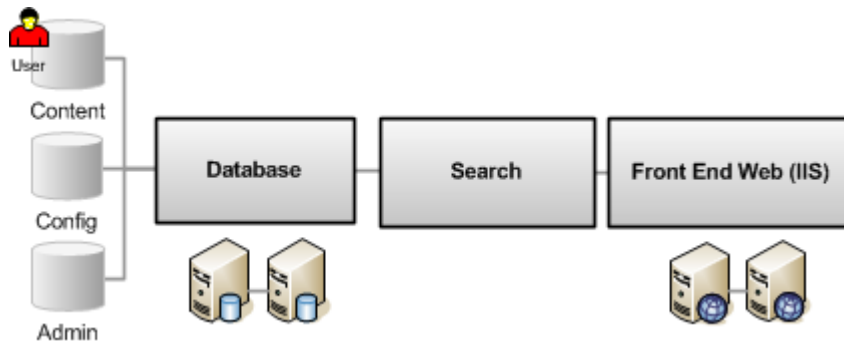 User
Content
Config
Admin
Database
Search
Front End Web (IIS)